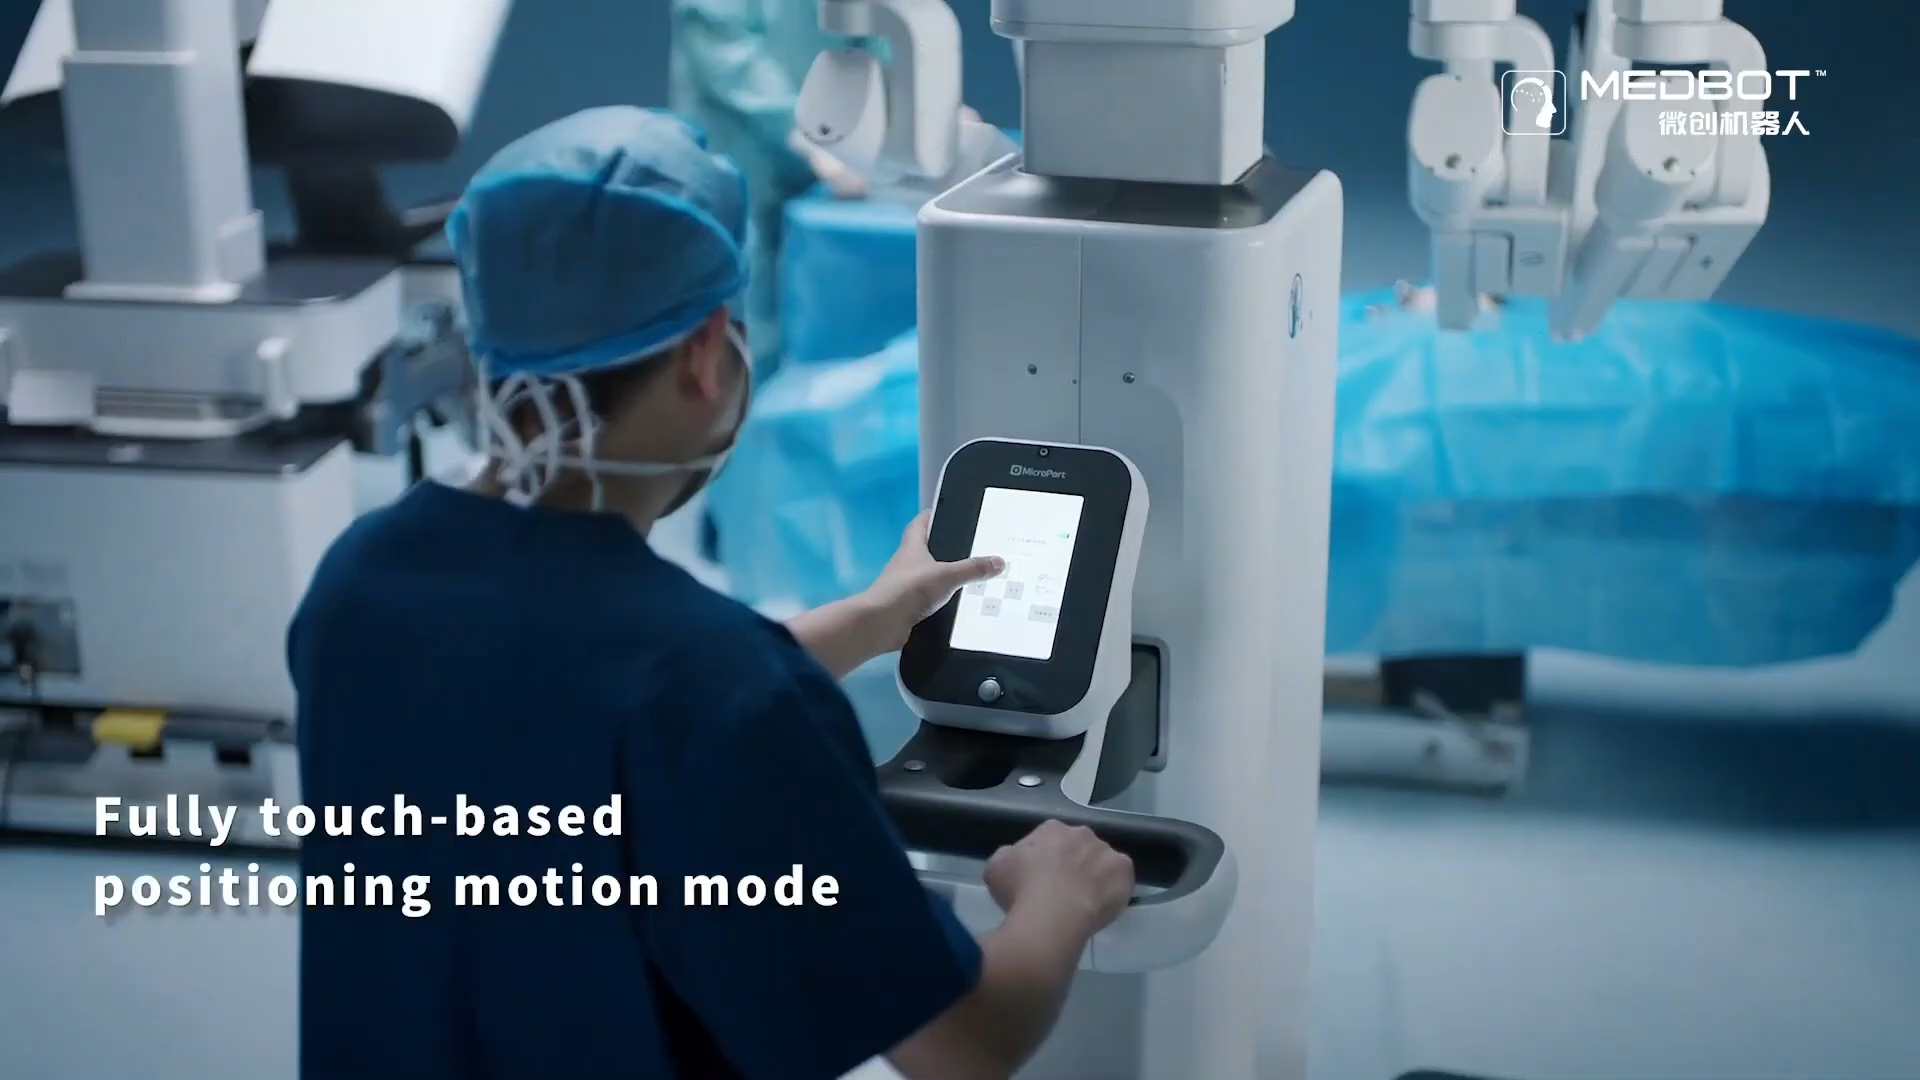 MEDBOT™
微创机器人
MicroPort
Fully touch-based
positioning motion mode